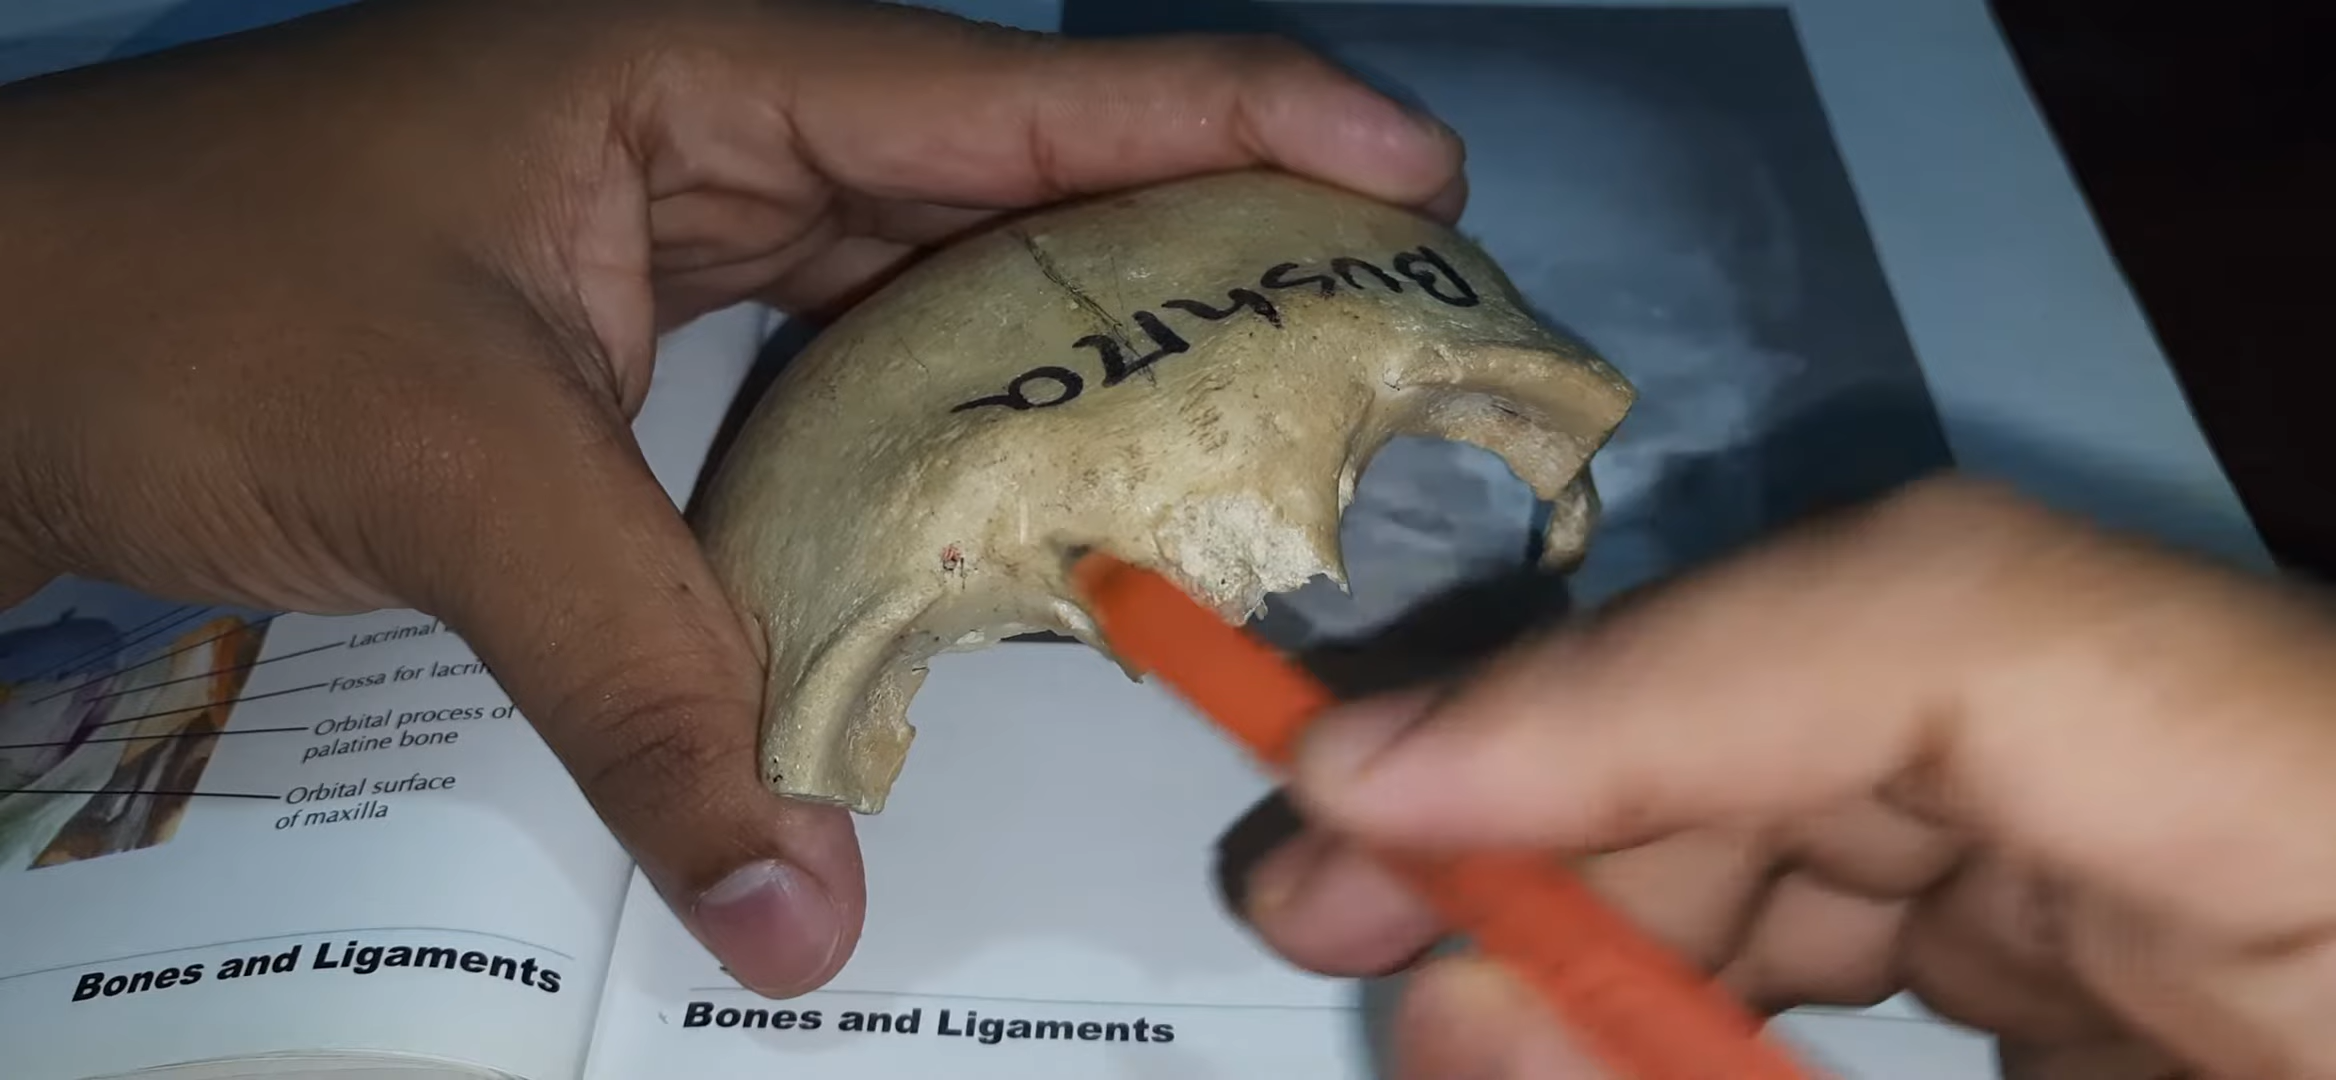 Bushra
Lacrimal
Fossa for lacri
Orbital process of
palatine bone
Orbital surface
of maxilla
Bones and Ligaments
Bones and Ligaments